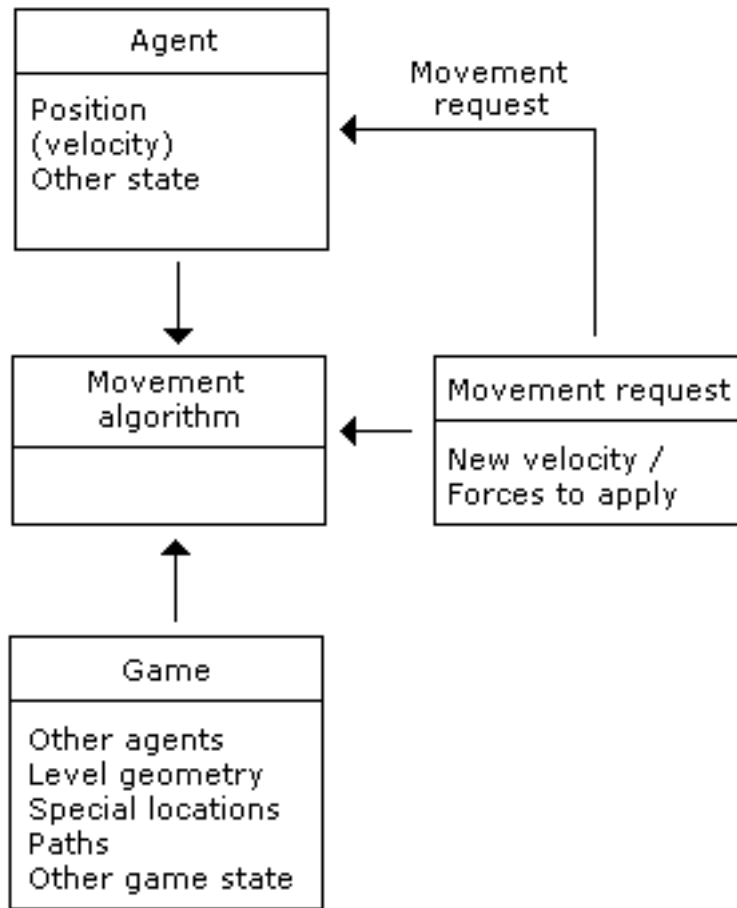 Agent
Position
(velocity)
Other state
Movement
request
Movement
algorithm
Movement request
New velocity /
Forces to apply
Game
Other agents
Level geometry
Special locations
Paths
Other game state